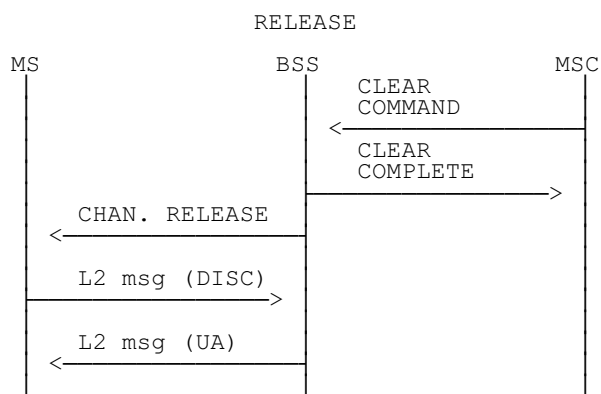 RELEASE
MS BSS MSC
CLEAR
COMMAND
CLEAR
COMPLETE
CHAN. RELEASE
L2 msg (DISC)
L2 msg (UA)